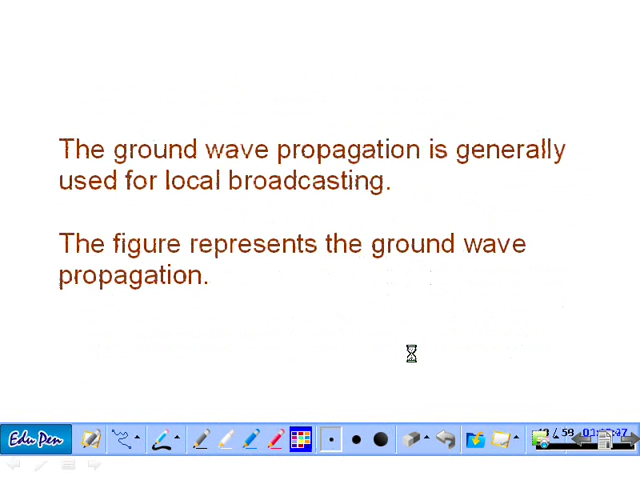 The ground wave propagation is generally
used for local broadcasting.
The figure represents the ground wave
propagation.
Edu Pen
/ 59